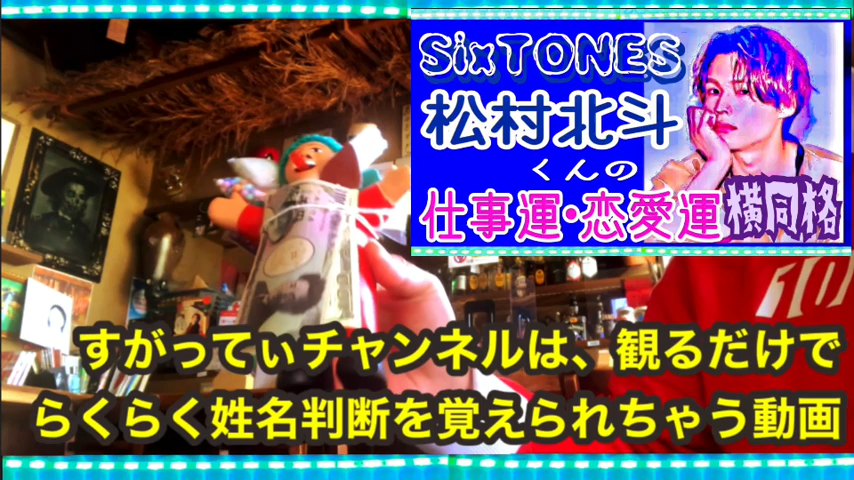 SixTONES
松村北斗
くんの
仕事運・恋愛運
横同格
すがってぃチャンネルは、観るだけで
らくらく姓名判断を覚えられちゃう動画